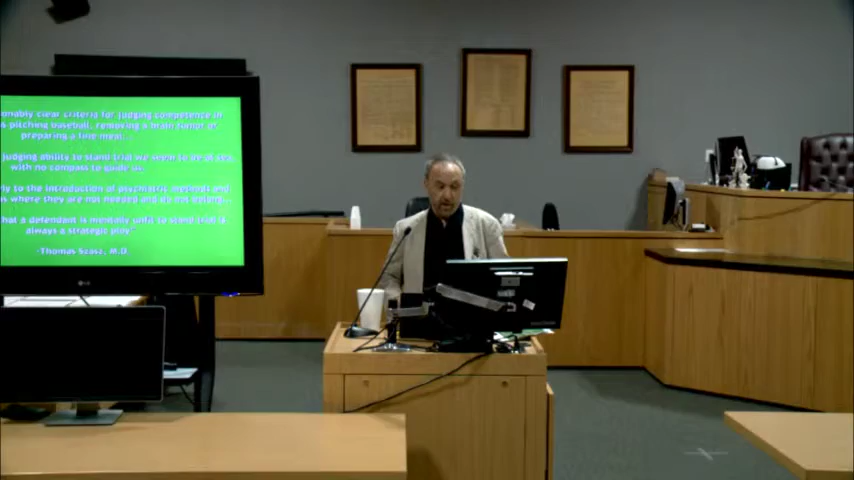 onably clear criteria for judging competence in
s pitching baseball, removing a brain tumor or
preparing a fine meal...
judging ability to stand trial we seem to be at sea,
with no compass to guide us...
ly to the introduction of psychiatric methods and
s where they are not needed and do not belong...
hat a defendant is mentally unfit to stand trial is
always a strategic ploy."
-Thomas Szasz, M.D.
LG